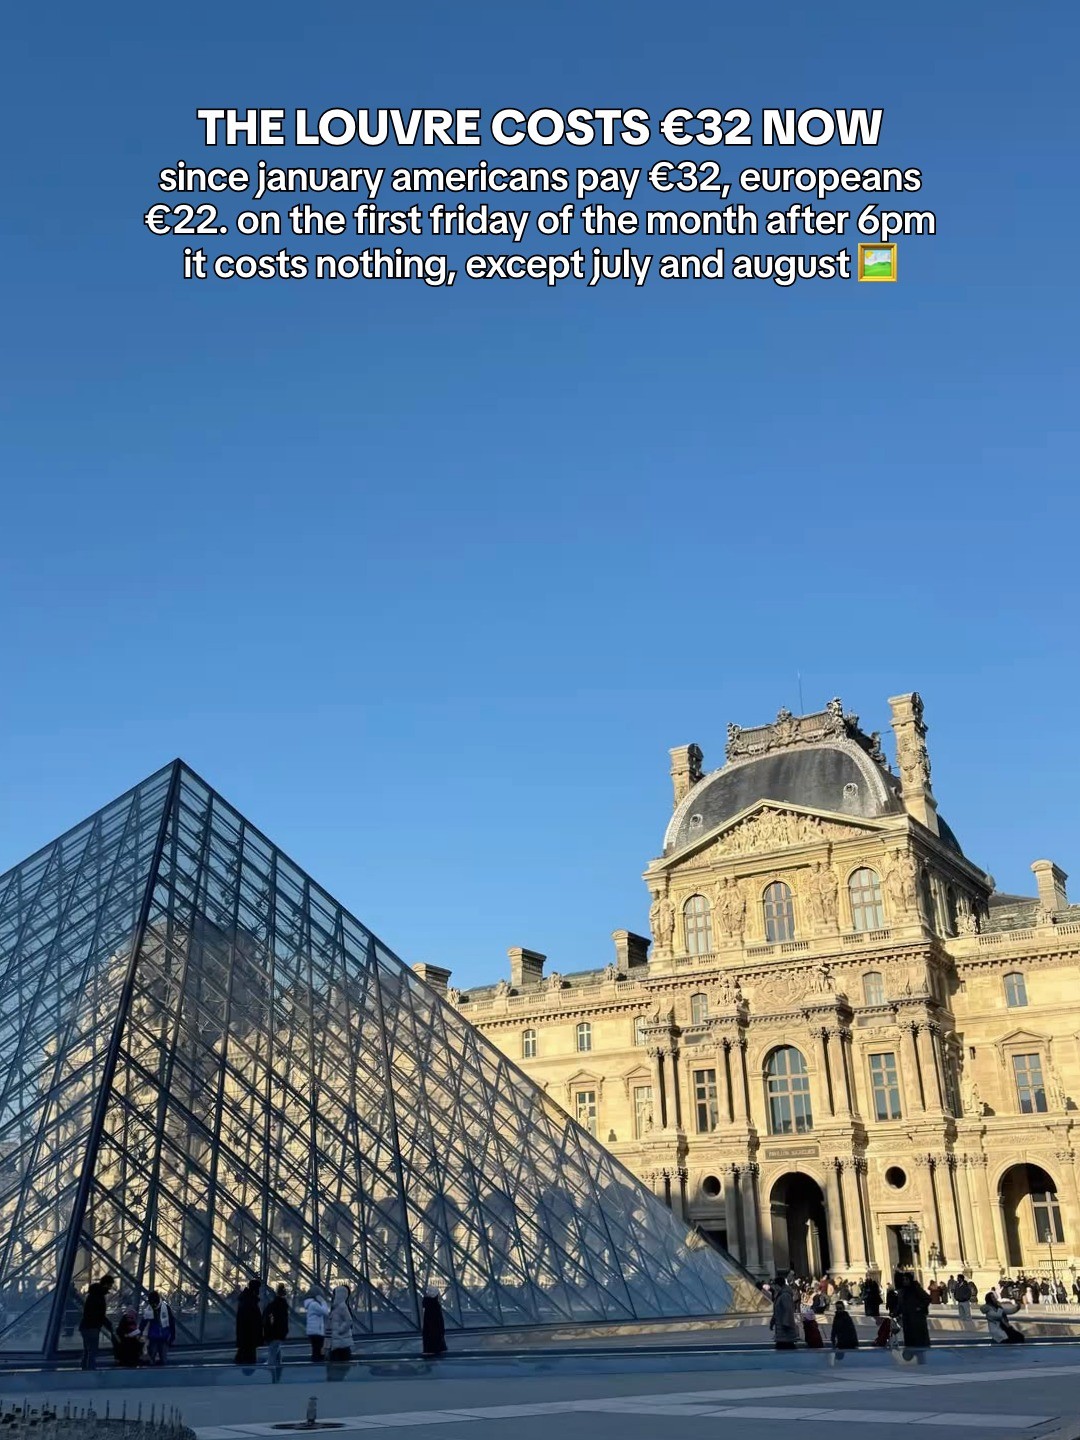 THE LOUVRE COSTS €32 NOW
since january americans pay €32, europeans
€22. on the first friday of the month after 6pm
it costs nothing, except july and august 🖼️